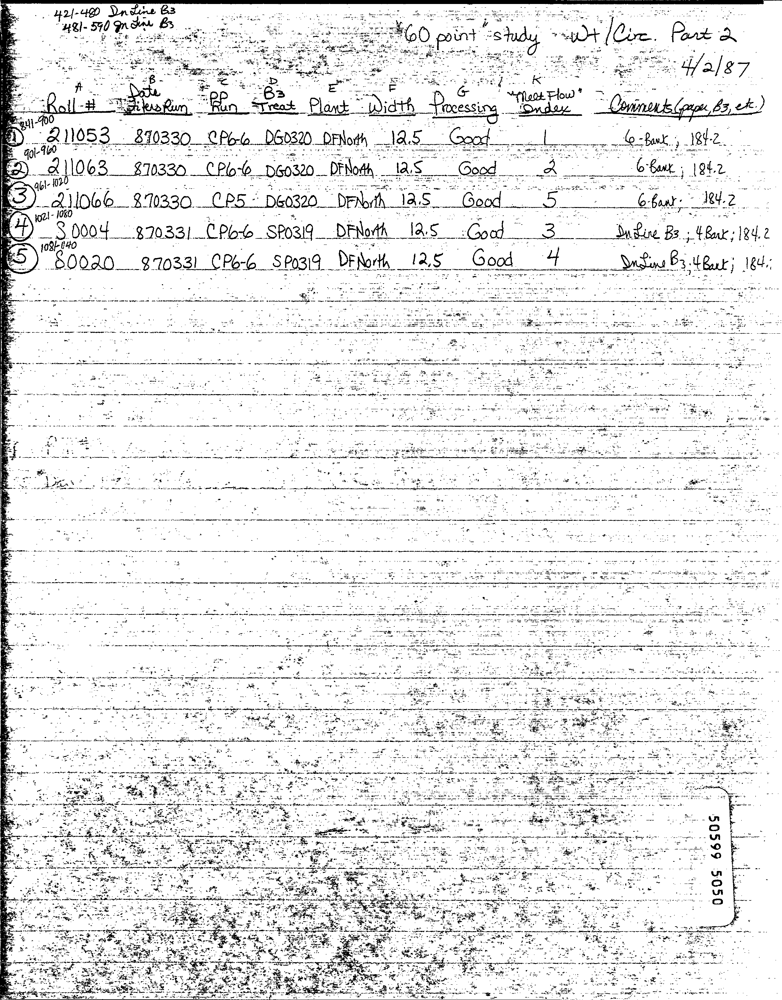 421-480 In Line B3
481-540 In Line B3
"60 point" study Wt/Circ. Part 2
4/2/87
A B C D E F G K
Roll # Date Filters Run PP Run B3 Treat Plant Width Processing "Melt Flow" Index Comments (paper, B3, etc.)
841-900
① 211053 870330 CP6-6 DG0320 DFNorth 12.5 Good 1 6-Bank; 184.2
901-960
② 211063 870330 CP6-6 DG0320 DFNorth 12.5 Good 2 6-Bank; 184.2
961-1020
③ 211066 870330 CP5 DG0320 DFNorth 12.5 Good 5 6-Bank; 184.2
1021-1080
④ S0004 870331 CP6-6 SP0319 DFNorth 12.5 Good 3 In Line B3; 4 Bank; 184.2
⑤ 80020 870331 CP6-6 SP0319 DFNorth 12.5 Good 4 In Line B3; 4 Bank; 184.
50599 5050